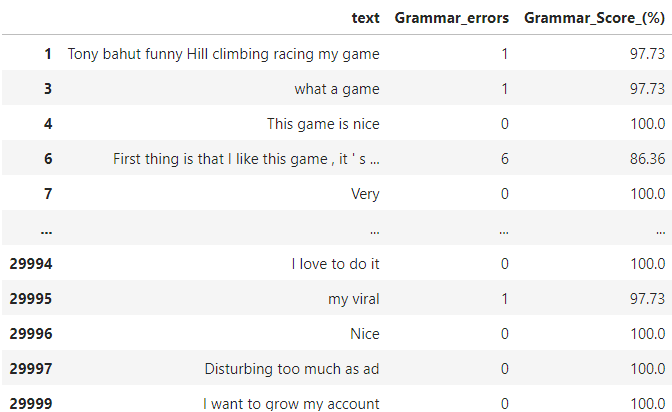 text Grammar_errors Grammar_Score_(%)
1 Tony bahut funny Hill climbing racing my game 1 97.73
3 what a game 1 97.73
4 This game is nice 0 100.0
6 First thing is that I like this game , it ' s ... 6 86.36
7 Very 0 100.0
... ... ... ...
29994 I love to do it 0 100.0
29995 my viral 1 97.73
29996 Nice 0 100.0
29997 Disturbing too much as ad 0 100.0
29999 I want to grow my account 0 100.0